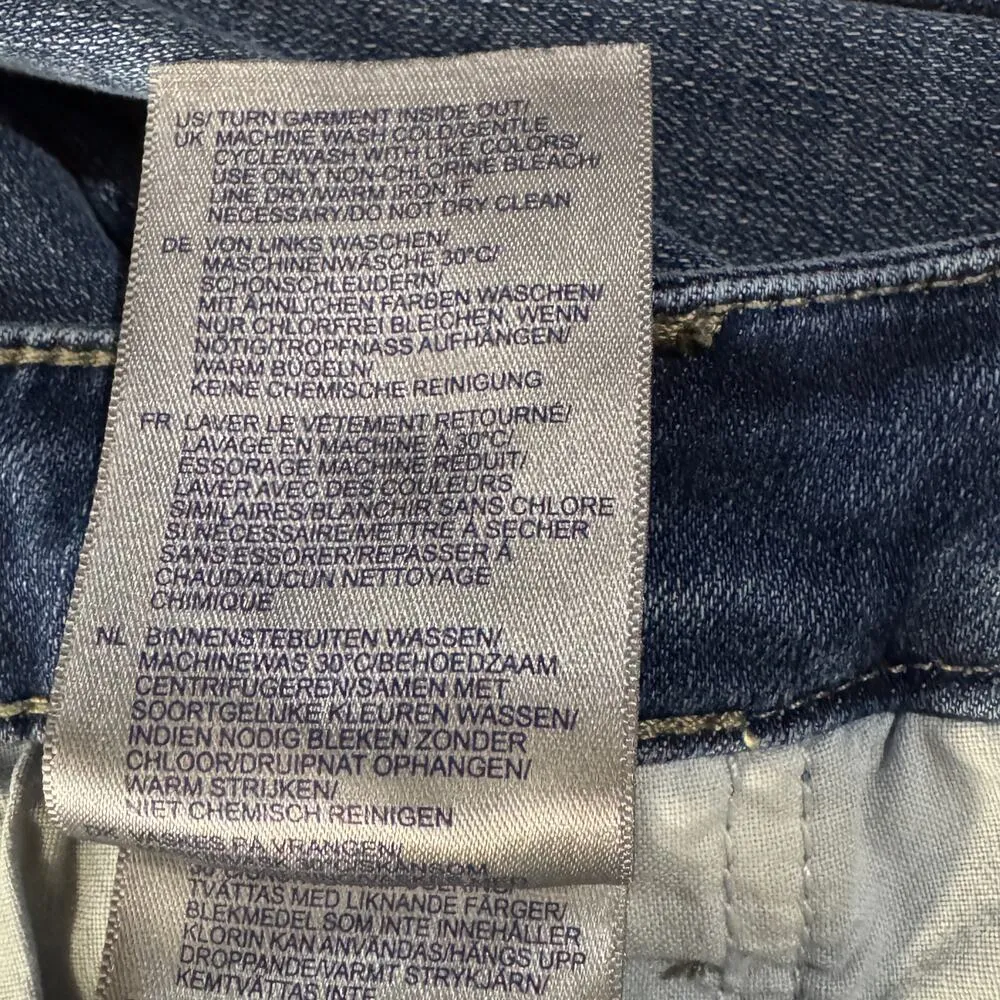 US/ TURN GARMENT INSIDE OUT/
UK MACHINE WASH COLD/GENTLE
CYCLE/WASH WITH LIKE COLORS/
USE ONLY NON-CHLORINE BLEACH/
LINE DRY/WARM IRON IF
NECESSARY/DO NOT DRY CLEAN
DE VON LINKS WASCHEN/
MASCHINENWÄSCHE 30°C/
SCHONSCHLEUDERN/
MIT ÄHNLICHEN FARBEN WASCHEN/
NUR CHLORFREI BLEICHEN, WENN
NÖTIG/TROPFNASS AUFHÄNGEN/
WARM BÜGELN/
KEINE CHEMISCHE REINIGUNG
FR LAVER LE VÊTEMENT RETOURNÉ/
LAVAGE EN MACHINE À 30°C/
ESSORAGE MACHINE RÉDUIT/
LAVER AVEC DES COULEURS
SIMILAIRES/BLANCHIR SANS CHLORE
SI NÉCESSAIRE/METTRE À SÉCHER
SANS ESSORER/REPASSER À
CHAUD/AUCUN NETTOYAGE
CHIMIQUE
NL BINNENSTEBUITEN WASSEN/
MACHINEWAS 30°C/BEHOEDZAAM
CENTRIFUGEREN/SAMEN MET
SOORTGELIJKE KLEUREN WASSEN/
INDIEN NODIG BLEKEN ZONDER
CHLOOR/DRUIPNAT OPHANGEN/
WARM STRIJKEN/
NIET CHEMISCH REINIGEN
PÅ VRANGEN/
TVÄTTAS MED LIKNANDE FÄRGER/
BLEKMEDEL SOM INTE INNEHÅLLER
KLORIN KAN ANVÄNDAS/HÄNGS UPP
DROPPANDE/VARMT STRYKJÄRN/
KEMTVÄTTAS INTE